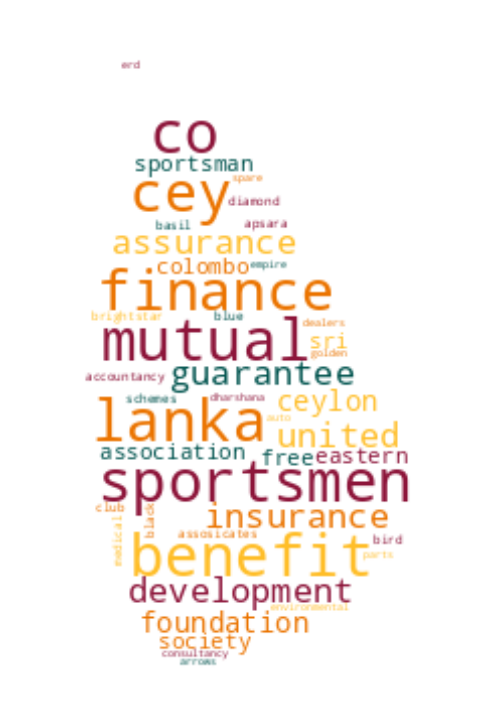 erd
co
sportsman
spare
cey
diamond
basil
apsara
assurance
colombo
empire
finance
brightstar
blue
dealers
mutual
sri
golden
accountancy
guarantee
schemes
dharshana
ceylon
lanka
auto
united
association
free
eastern
sportsmen
club
black
insurance
medical
assosicates
bird
benefit
parts
development
environmental
foundation
society
consultancy
arrows